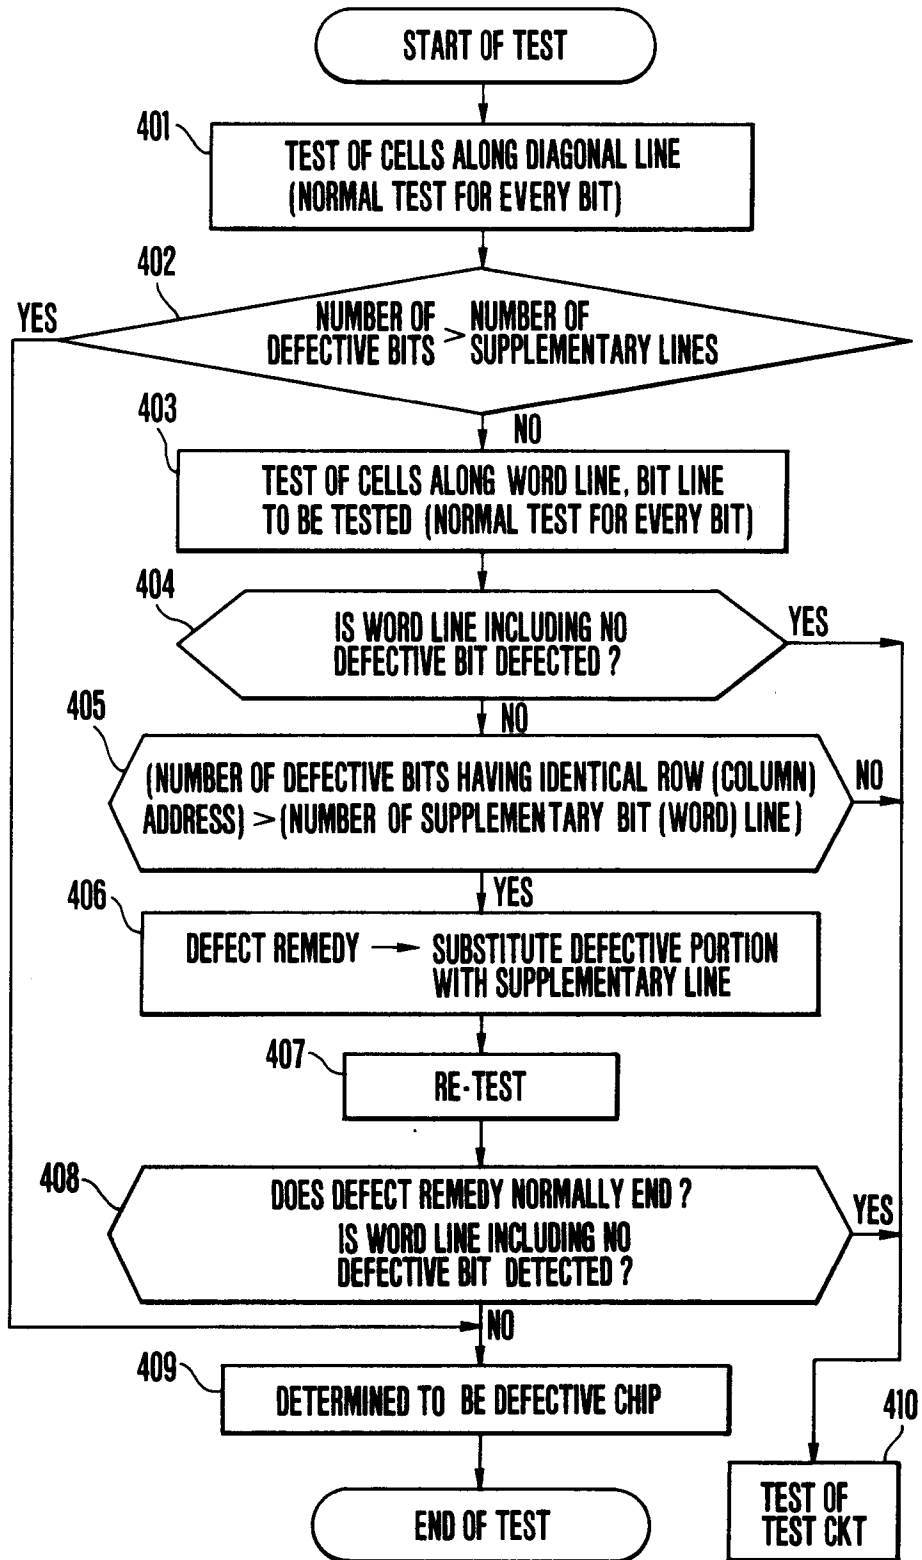 START OF TEST
401
TEST OF CELLS ALONG DIAGONAL LINE
(NORMAL TEST FOR EVERY BIT)
402
YES
NUMBER OF DEFECTIVE BITS > NUMBER OF SUPPLEMENTARY LINES
NO
403
TEST OF CELLS ALONG WORD LINE, BIT LINE
TO BE TESTED (NORMAL TEST FOR EVERY BIT)
404
IS WORD LINE INCLUDING NO
DEFECTIVE BIT DEFECTED ?
YES
NO
405
(NUMBER OF DEFECTIVE BITS HAVING IDENTICAL ROW (COLUMN)
ADDRESS) > (NUMBER OF SUPPLEMENTARY BIT (WORD) LINE)
NO
YES
406
DEFECT REMEDY → SUBSTITUTE DEFECTIVE PORTION
WITH SUPPLEMENTARY LINE
407
RE-TEST
408
DOES DEFECT REMEDY NORMALLY END ?
IS WORD LINE INCLUDING NO
DEFECTIVE BIT DETECTED ?
YES
NO
409
DETERMINED TO BE DEFECTIVE CHIP
410
TEST OF
TEST CKT
END OF TEST